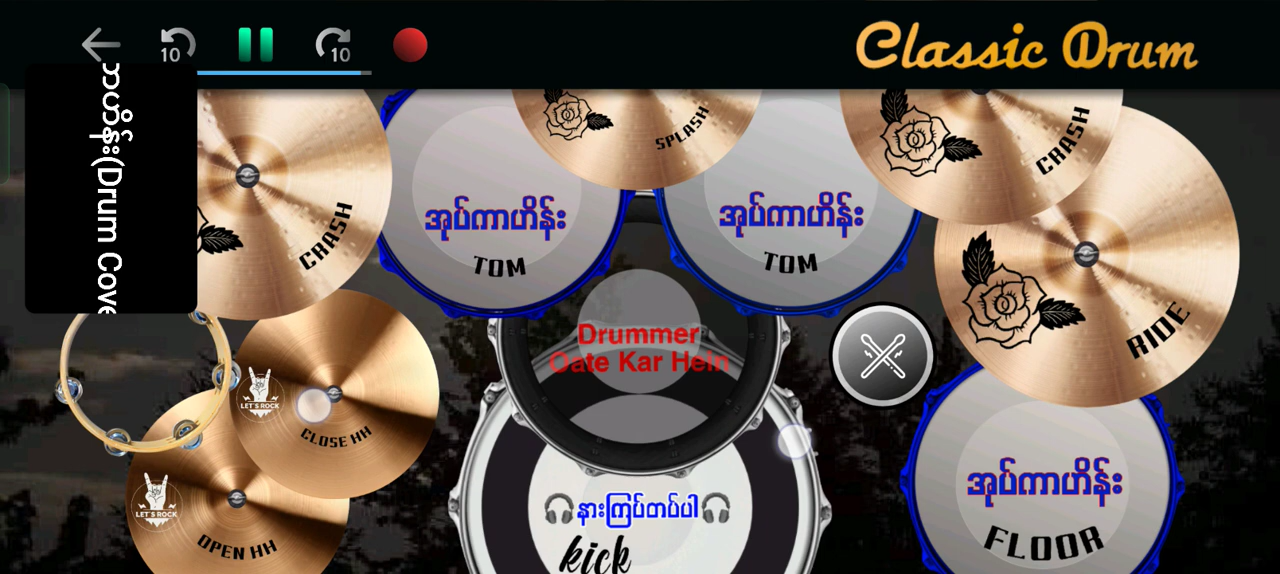 10
10
Classic Drum
(Drum Cove
CRASH
SPLASH
CRASH
အုပ်ကာဟိန်း
TOM
အုပ်ကာဟိန်း
TOM
RIDE
Drummer
Oate Kar Hein
LET'S ROCK
CLOSE HH
LET'S ROCK
OPEN HH
နားကြပ်တပ်ပါ
kick
အုပ်ကာဟိန်း
FLOOR